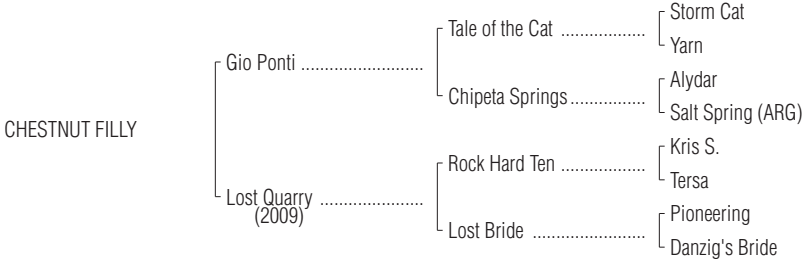 Storm Cat
Tale of the Cat ..................
Yarn
Gio Ponti ..........................
Alydar
Chipeta Springs................
Salt Spring (ARG)
CHESTNUT FILLY
Kris S.
Rock Hard Ten ..................
Tersa
Lost Quarry ......................
(2009)
Pioneering
Lost Bride ........................
Danzig's Bride